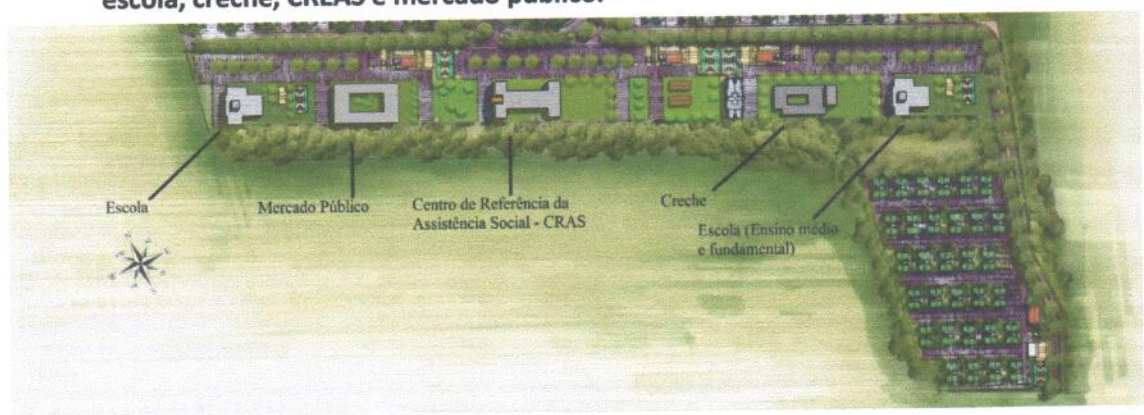 escola, creche, CREAS e mercado público.
Escola
Mercado Público
Centro de Referência da
Assistência Social - CRAS
Creche
Escola (Ensino médio
e fundamental)